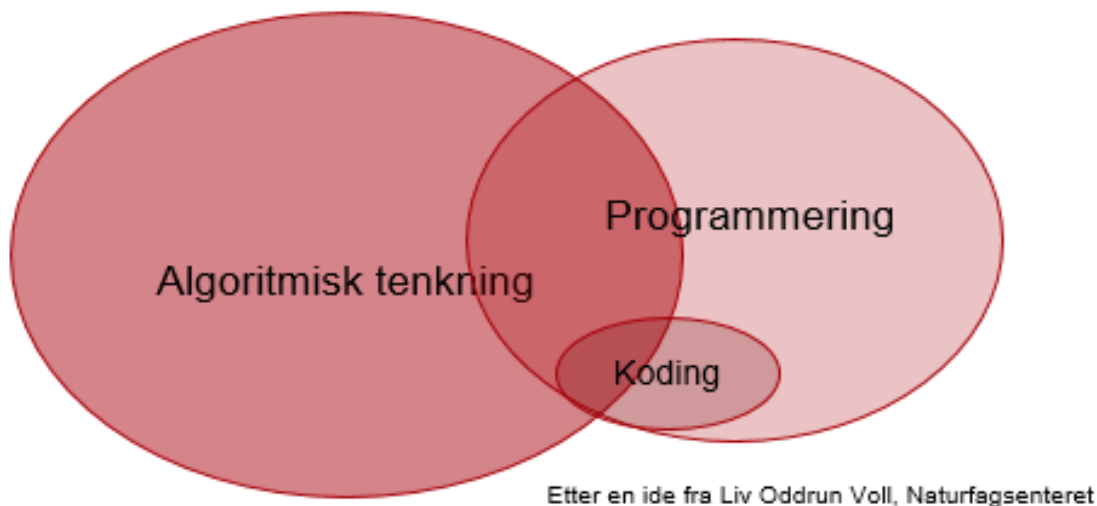 Programmering
Algoritmisk tenkning
Koding
Etter en ide fra Liv Oddrun Voll, Naturfagsenteret